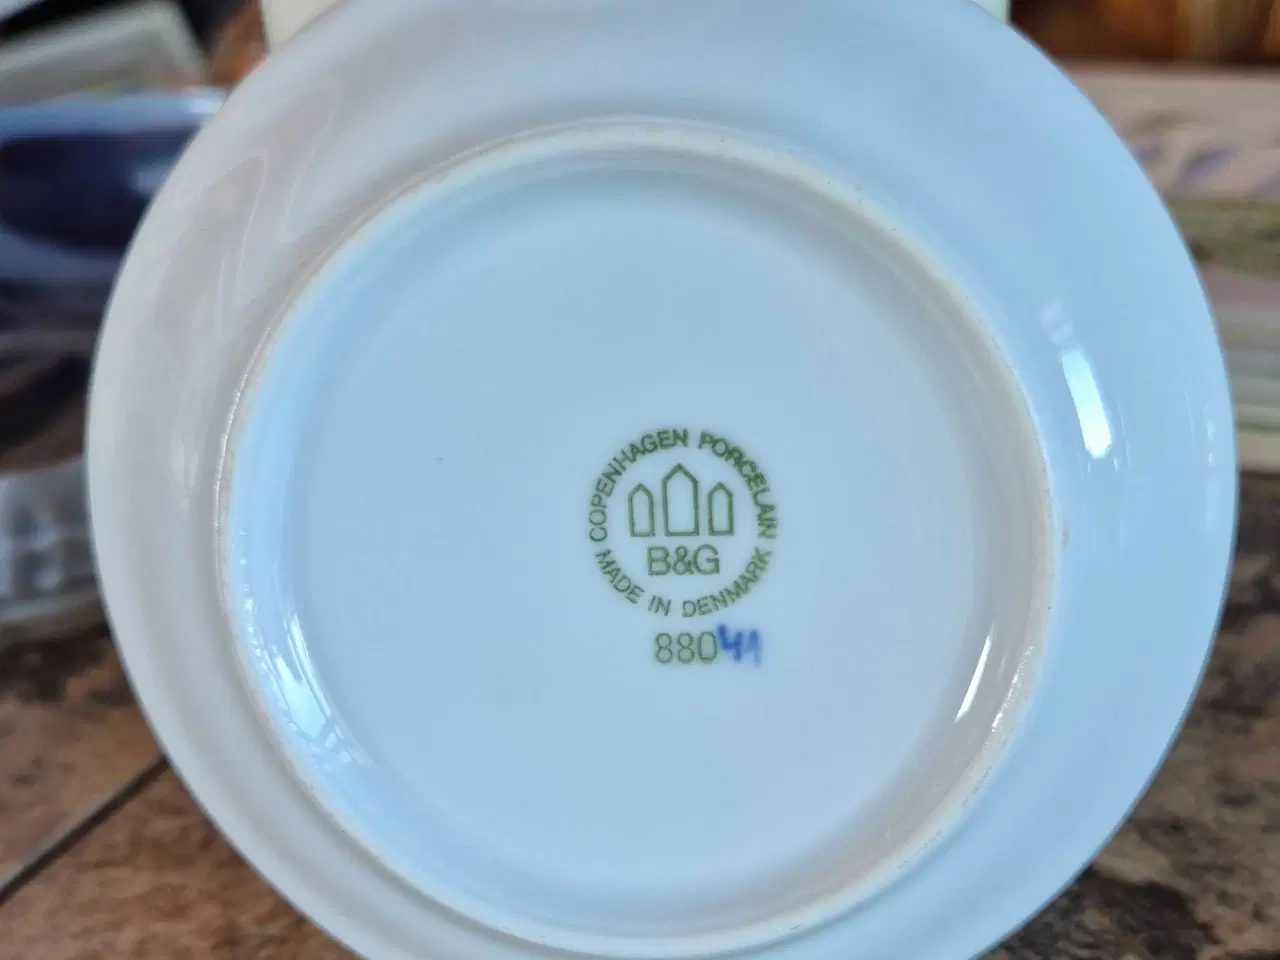 COPENHAGEN PORCELAIN
B&G
MADE IN DENMARK
88041